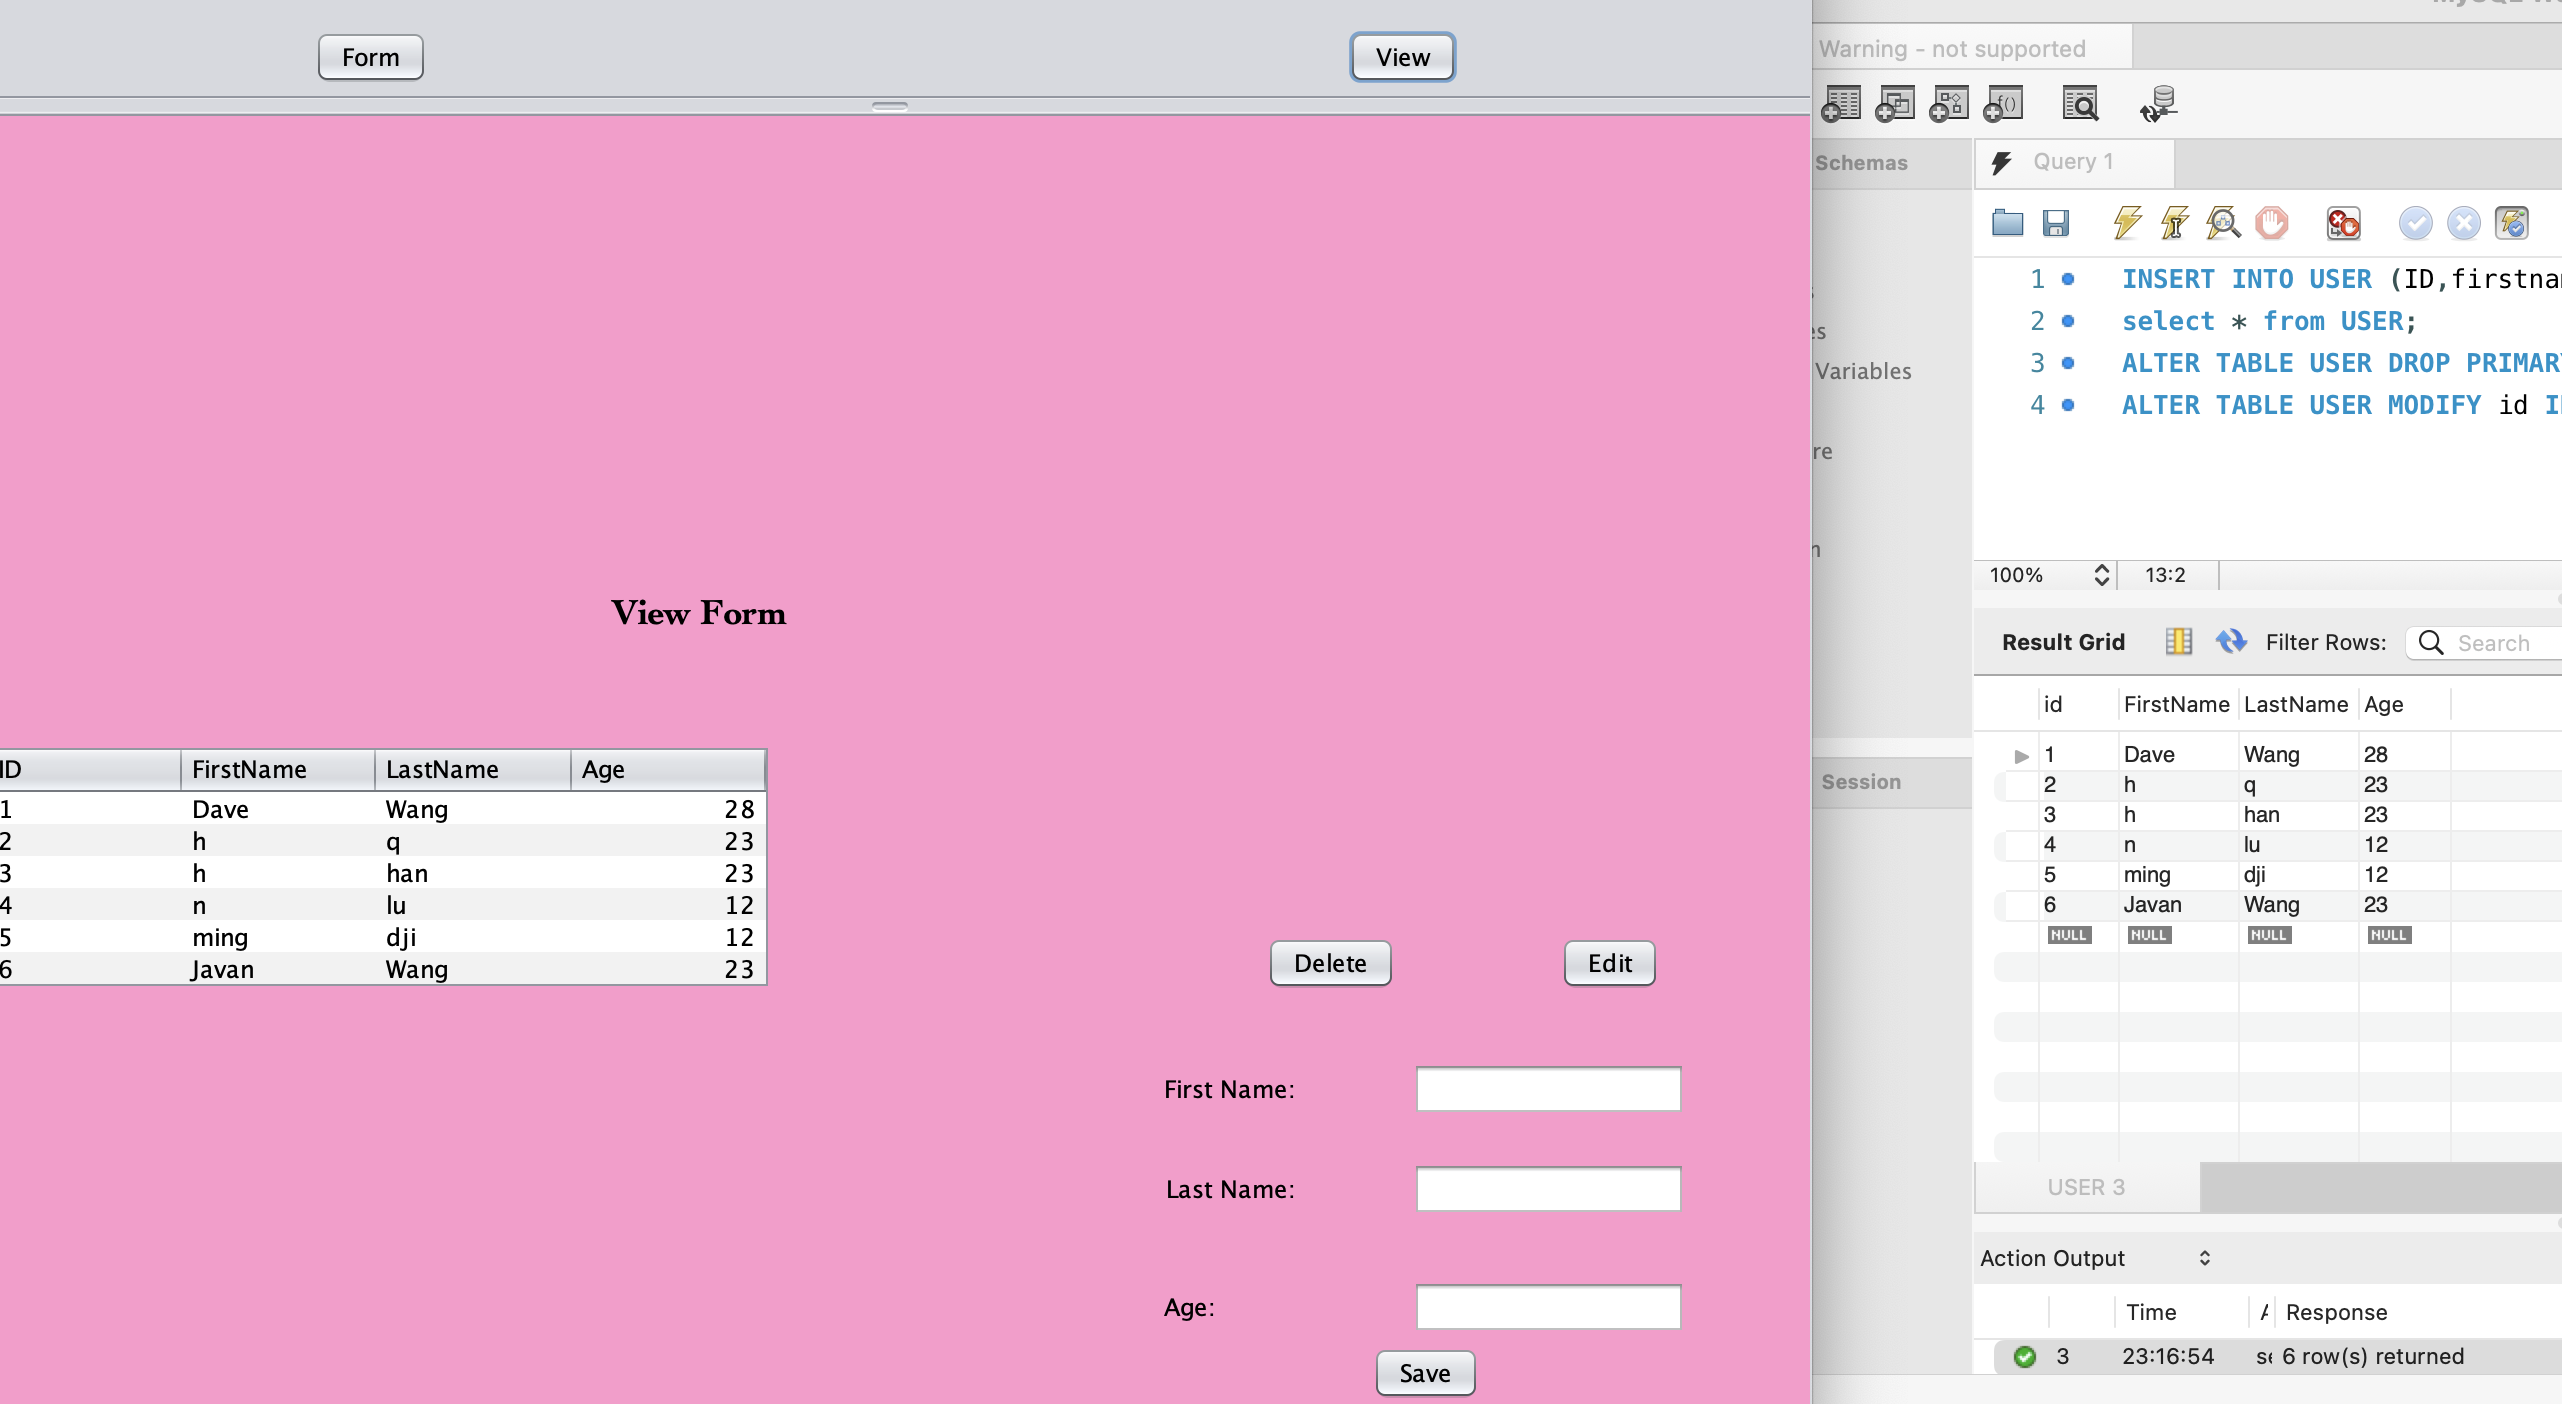 Form
View
View Form
ID FirstName LastName Age
1 Dave Wang 28
2 h q 23
3 h han 23
4 n lu 12
5 ming dji 12
6 Javan Wang 23
Delete
Edit
First Name:
Last Name:
Age:
Save
Warning - not supported
Schemas
Variables
Session
Query 1
1 INSERT INTO USER (ID,firstna
2 select * from USER;
3 ALTER TABLE USER DROP PRIMARY
4 ALTER TABLE USER MODIFY id
100% 13:2
Result Grid Filter Rows: Search
id FirstName LastName Age
1 Dave Wang 28
2 h q 23
3 h han 23
4 n lu 12
5 ming dji 12
6 Javan Wang 23
NULL NULL NULL NULL
USER 3
Action Output
Time Response
3 23:16:54 6 row(s) returned